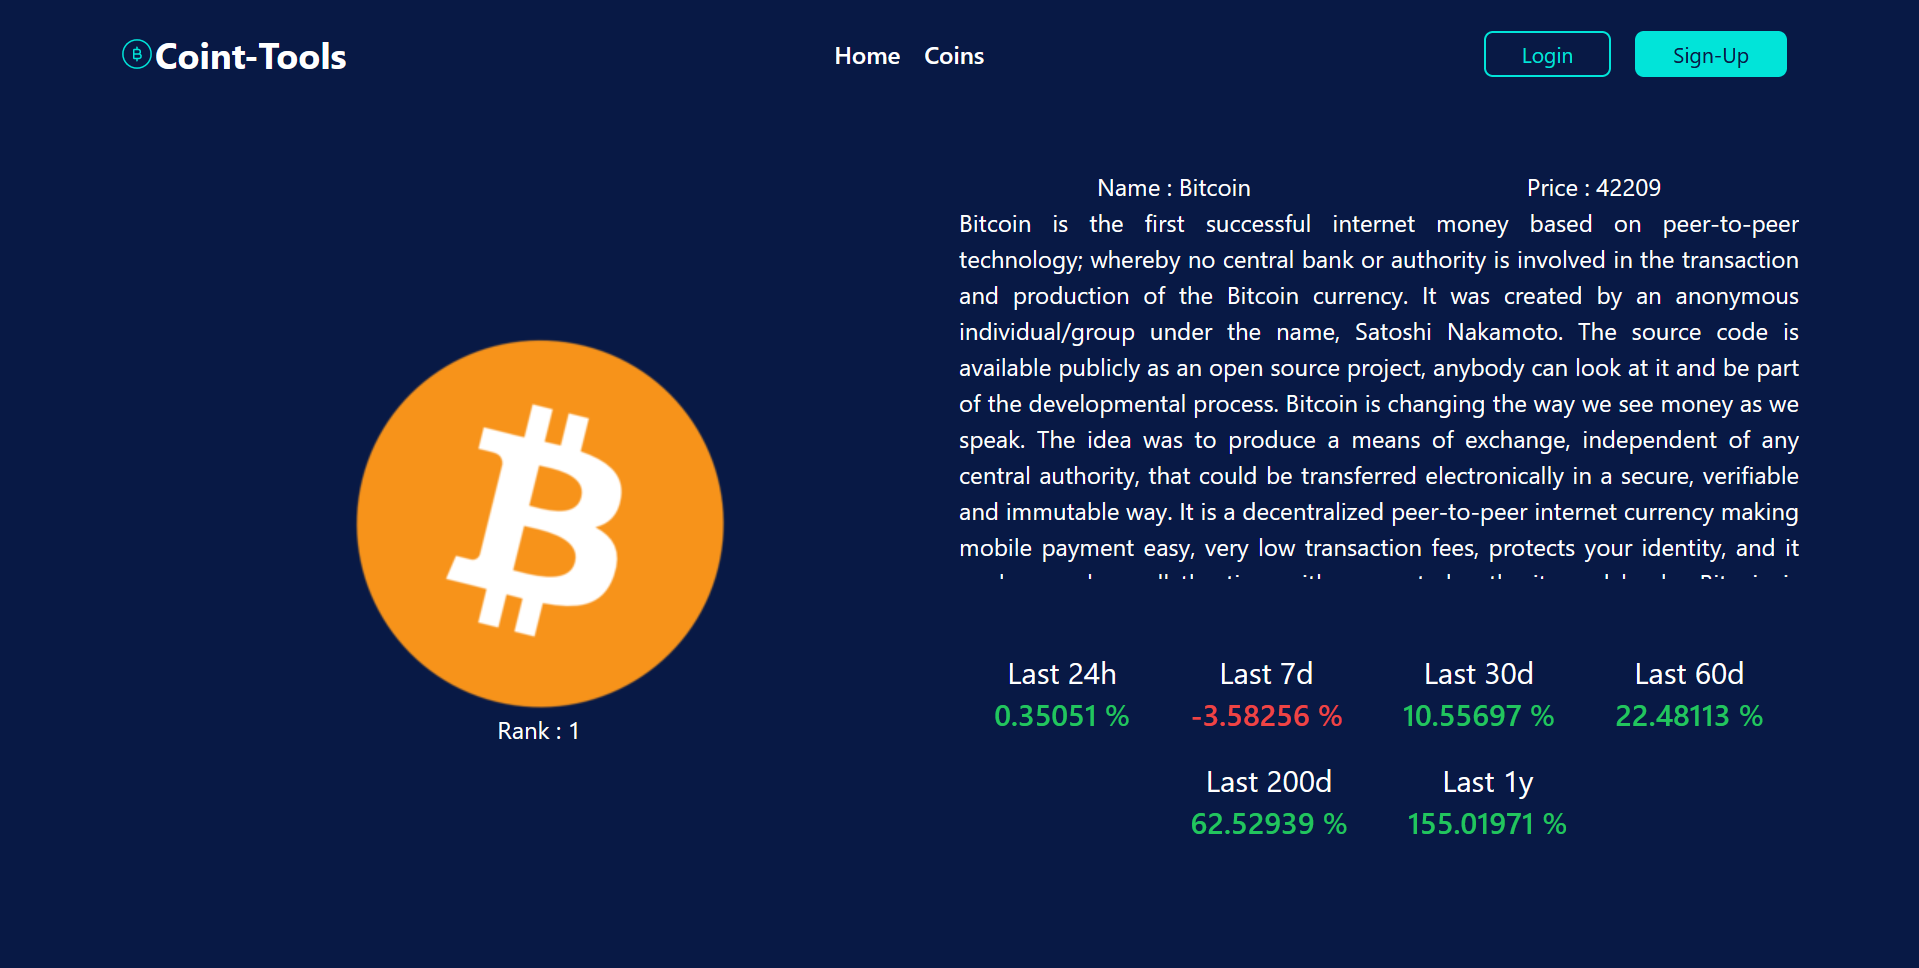 Coint-Tools
Home Coins
Login
Sign-Up
Name : Bitcoin
Price : 42209
Bitcoin is the first successful internet money based on peer-to-peer
technology; whereby no central bank or authority is involved in the transaction
and production of the Bitcoin currency. It was created by an anonymous
individual/group under the name, Satoshi Nakamoto. The source code is
available publicly as an open source project, anybody can look at it and be part
of the developmental process. Bitcoin is changing the way we see money as we
speak. The idea was to produce a means of exchange, independent of any
central authority, that could be transferred electronically in a secure, verifiable
and immutable way. It is a decentralized peer-to-peer internet currency making
mobile payment easy, very low transaction fees, protects your identity, and it
Rank : 1
Last 24h
0.35051 %
Last 7d
-3.58256 %
Last 30d
10.55697 %
Last 60d
22.48113 %
Last 200d
62.52939 %
Last 1y
155.01971 %